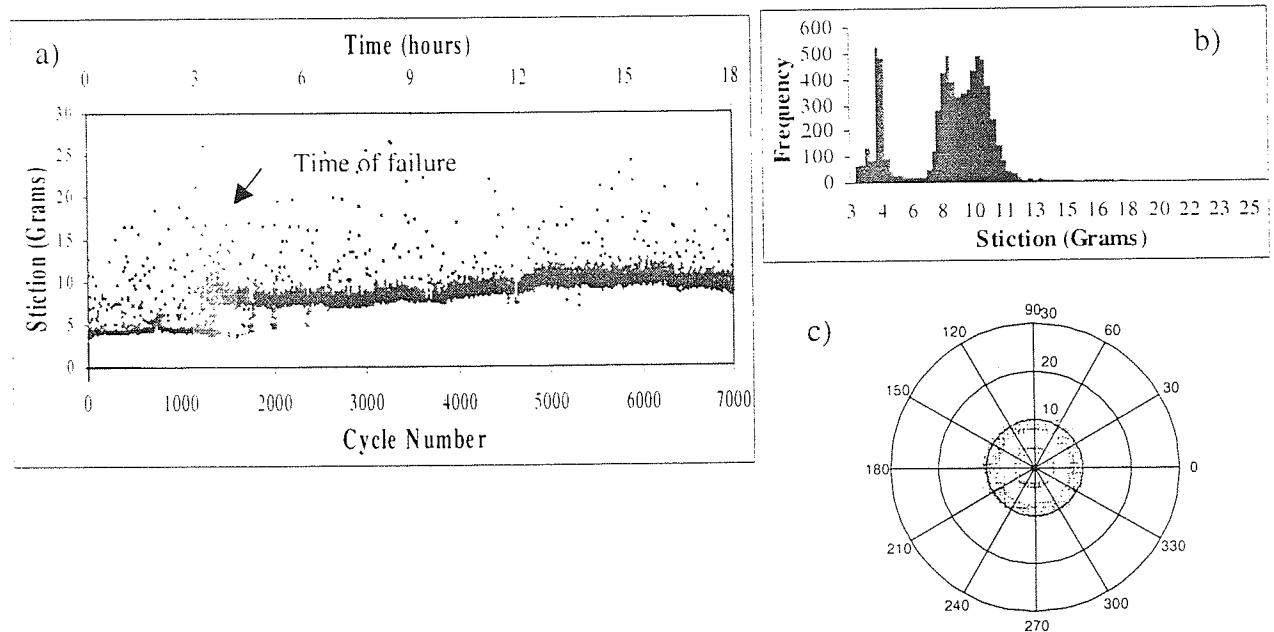 a)
Time (hours)
0 3 6 9 12 15 18
30
25
20
15
10
5
0
Stiction (Grams)
Time of failure
0 1000 2000 3000 4000 5000 6000 7000
Cycle Number
b)
600
500
400
300
200
100
0
Frequency
3 4 6 8 10 11 13 15 16 18 20 22 23 25
Stiction (Grams)
c)
90 30
120 60
20
150 30
10
180 0
210 330
240 300
270